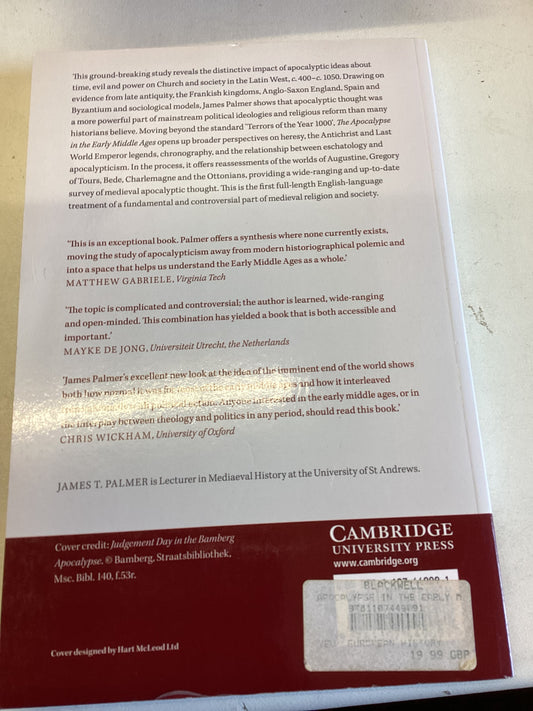 This ground-breaking study reveals the distinctive impact of apocalyptic ideas about
time, evil and power on Church and society in the Latin West, c. 400–c. 1050. Drawing on
evidence from late antiquity, the Frankish kingdoms, Anglo-Saxon England, Spain and
Byzantium and sociological models, James Palmer shows that apocalyptic thought was
a more powerful part of mainstream political ideologies and religious reform than many
historians believe. Moving beyond the standard 'Terrors of the Year 1000', The Apocalypse
in the Early Middle Ages opens up broader perspectives on heresy, the Antichrist and Last
World Emperor legends, chronography, and the relationship between eschatology and
apocalypticism. In the process, it offers reassessments of the worlds of Augustine, Gregory
of Tours, Bede, Charlemagne and the Ottonians, providing a wide-ranging and up-to-date
survey of medieval apocalyptic thought. This is the first full-length English-language
treatment of a fundamental and controversial part of medieval religion and society.
'This is an exceptional book. Palmer offers a synthesis where none currently exists,
moving the study of apocalypticism away from modern historiographical polemic and
into a space that helps us understand the Early Middle Ages as a whole.'
MATTHEW GABRIELE, Virginia Tech
'The topic is complicated and controversial; the author is learned, wide-ranging
and open-minded. This combination has yielded a book that is both accessible and
important.'
MAYKE DE JONG, Universiteit Utrecht, the Netherlands
'James Palmer's excellent new look at the idea of the imminent end of the world shows
both how normal it was and how it interleaved
Anyone interested in the early middle ages, or in
the interplay between theology and politics in any period, should read this book.'
CHRIS WICKHAM, University of Oxford
JAMES T. PALMER is Lecturer in Mediaeval History at the University of St Andrews.
Cover credit: Judgement Day in the Bamberg
Apocalypse. © Bamberg, Straatsbibliothek,
Msc. Bibl. 140, f.53r.
Cover designed by Hart McLeod Ltd
CAMBRIDGE
UNIVERSITY PRESS
www.cambridge.org
BLACKWELL
APOCALYPSE IN THE EARLY M
9781107449091
EUROPEAN HISTORY
19.99 GBP